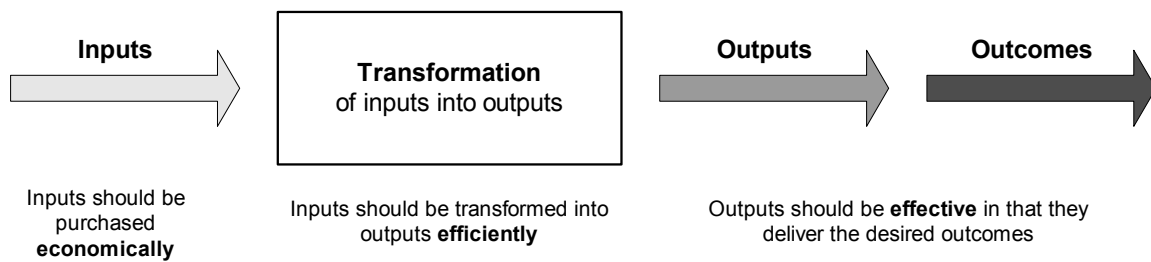 Inputs
Transformation
of inputs into outputs
Outputs
Outcomes
Inputs should be
purchased
economically
Inputs should be transformed into
outputs efficiently
Outputs should be effective in that they
deliver the desired outcomes